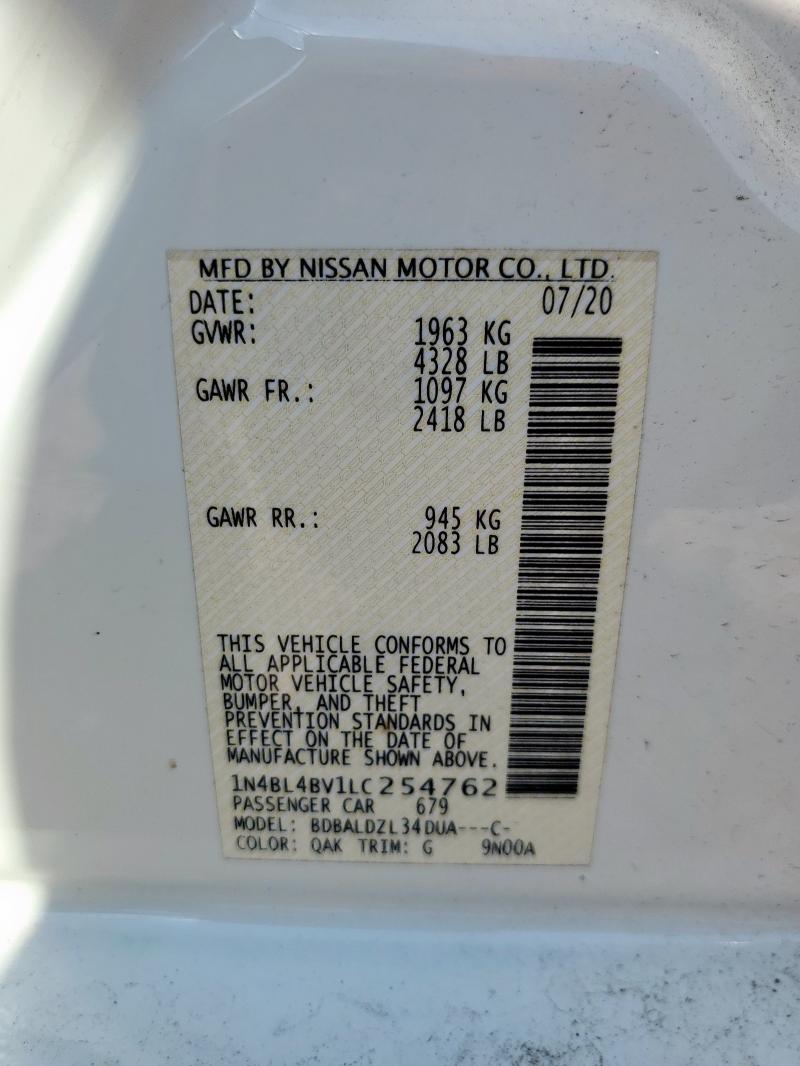 MFD BY NISSAN MOTOR CO., LTD.
DATE: 07/20
GVWR: 1963 KG
4328 LB
GAWR FR.: 1097 KG
2418 LB
GAWR RR.: 945 KG
2083 LB
THIS VEHICLE CONFORMS TO
ALL APPLICABLE FEDERAL
MOTOR VEHICLE SAFETY,
BUMPER, AND THEFT
PREVENTION STANDARDS IN
EFFECT ON THE DATE OF
MANUFACTURE SHOWN ABOVE.
1N4BL4BV1LC254762
PASSENGER CAR 679
MODEL: BDBALDZL34DUA---C-
COLOR: QAK TRIM: G 9N00A